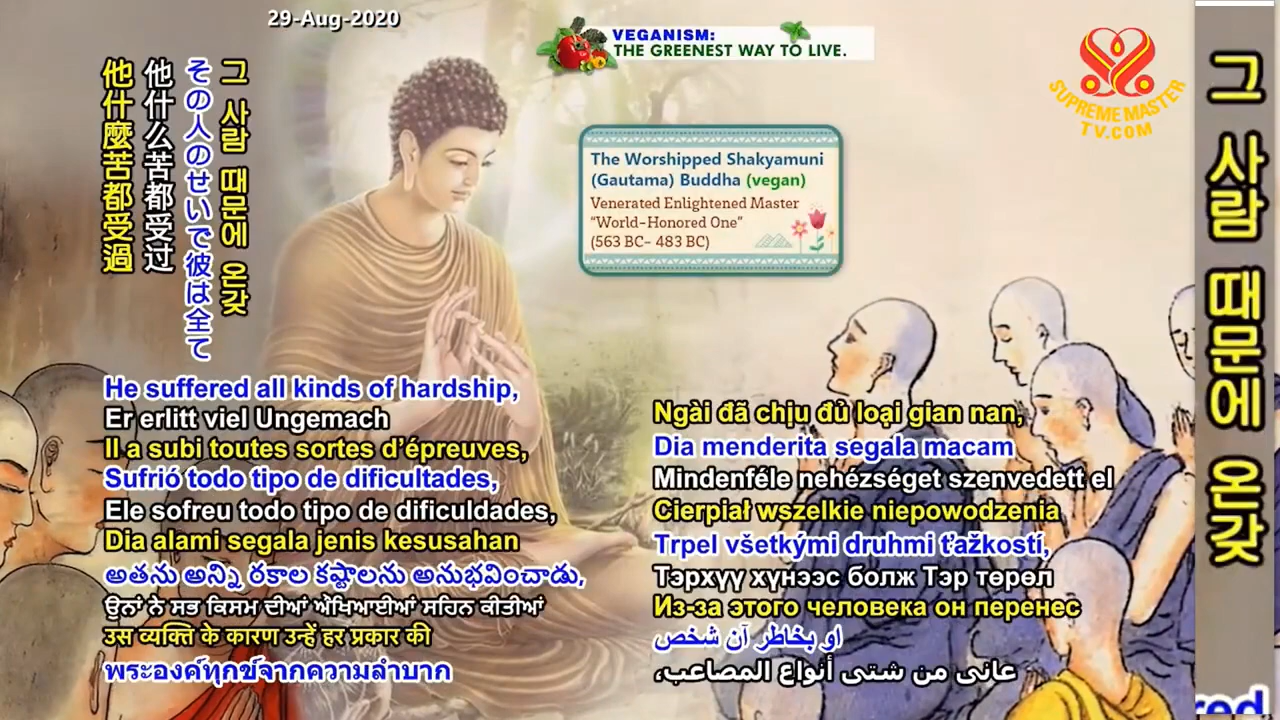 29-Aug-2020
VEGANISM:
THE GREENEST WAY TO LIVE.
SUPREME MASTER
TV.COM
The Worshipped Shakyamuni
(Gautama) Buddha (vegan)
Venerated Enlightened Master
“World-Honored One”
(563 BC– 483 BC)
그 사람 때문에 온갖
その人のせいで彼は全て
他什么苦都受过
他什麼苦都受過
He suffered all kinds of hardship,
Er erlitt viel Ungemach
Il a subi toutes sortes d’épreuves,
Sufrió todo tipo de dificultades,
Ele sofreu todo tipo de dificuldades,
Dia alami segala jenis kesusahan
అతను అన్ని రకాల కష్టాలను అనుభవించాడు,
ਉਨਾਂ ਨੇ ਸਭ ਕਿਸਮ ਦੀਆਂ ਔਖਿਆਈਆਂ ਸਹਿਨ ਕੀਤੀਆਂ
उस व्यक्ति के कारण उन्हें हर प्रकार की
พระองค์ทุกข์จากความลำบาก
Ngài đã chịu đủ loại gian nan,
Dia menderita segala macam
Mindenféle nehézséget szenvedett el
Cierpiał wszelkie niepowodzenia
Trpel všetkými druhmi ťažkostí,
Тэрхүү хүнээс болж Тэр төрөл
Из-за этого человека он перенес
او بخاطر آن شخص
عانى من شتى أنواع المصاعب،
그 사람 때문에 온갖
red